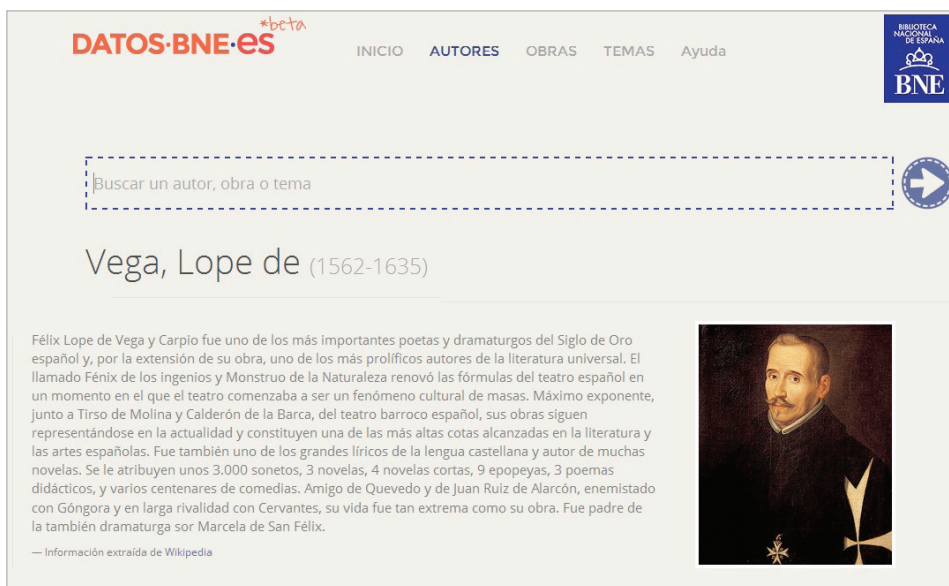 *beta
DATOS·BNE·es
INICIO AUTORES OBRAS TEMAS Ayuda
BIBLIOTECA
NACIONAL
DE ESPAÑA
BNE
Buscar un autor, obra o tema
Vega, Lope de (1562-1635)
Félix Lope de Vega y Carpio fue uno de los más importantes poetas y dramaturgos del Siglo de Oro
español y, por la extensión de su obra, uno de los más prolíficos autores de la literatura universal. El
llamado Fénix de los ingenios y Monstruo de la Naturaleza renovó las fórmulas del teatro español en
un momento en el que el teatro comenzaba a ser un fenómeno cultural de masas. Máximo exponente,
junto a Tirso de Molina y Calderón de la Barca, del teatro barroco español, sus obras siguen
representándose en la actualidad y constituyen una de las más altas cotas alcanzadas en la literatura y
las artes españolas. Fue también uno de los grandes líricos de la lengua castellana y autor de muchas
novelas. Se le atribuyen unos 3.000 sonetos, 3 novelas, 4 novelas cortas, 9 epopeyas, 3 poemas
didácticos, y varios centenares de comedias. Amigo de Quevedo y de Juan Ruiz de Alarcón, enemistado
con Góngora y en larga rivalidad con Cervantes, su vida fue tan extrema como su obra. Fue padre de
la también dramaturga sor Marcela de San Félix.
— Información extraída de Wikipedia